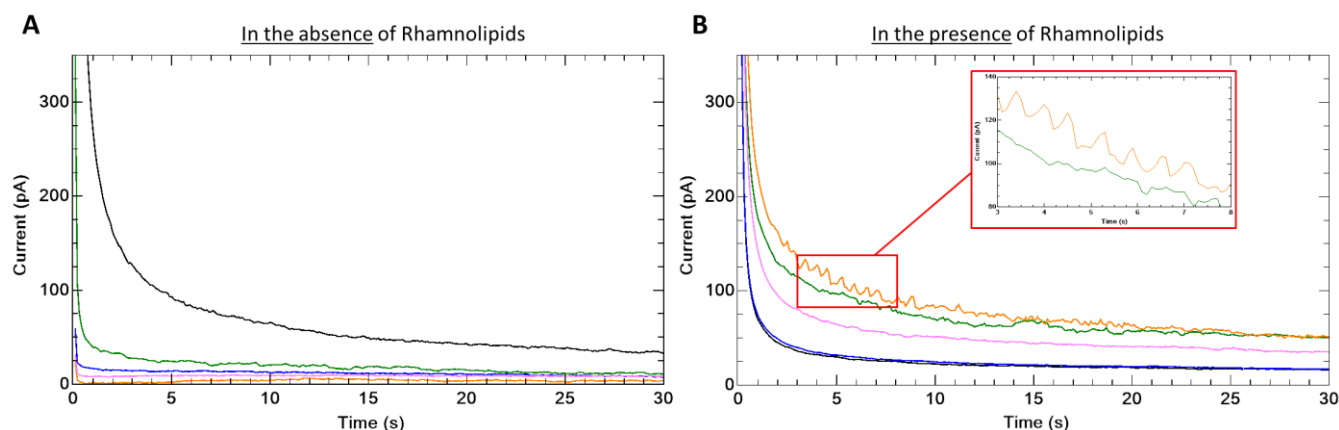 A
In the absence of Rhamnolipids
Current (pA)
300
200
100
0
0 5 10 15 20 25 30
Time (s)
B
In the presence of Rhamnolipids
Current (pA)
300
200
100
0
0 5 10 15 20 25 30
Time (s)
Current (pA)
140
120
100
80
3 4 5 6 7 8
Time (s)